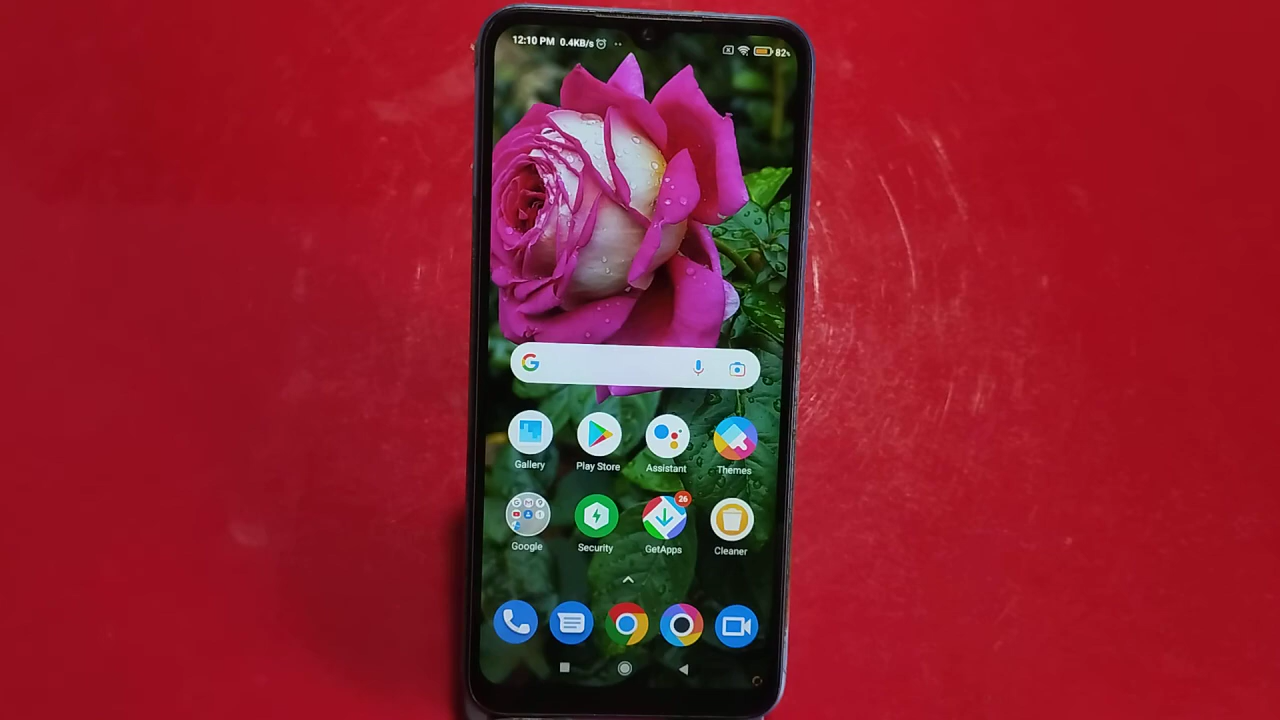 12:10 PM 0.4KB/s 82%
Gallery Play Store Assistant Themes
26
Google Security GetApps Cleaner